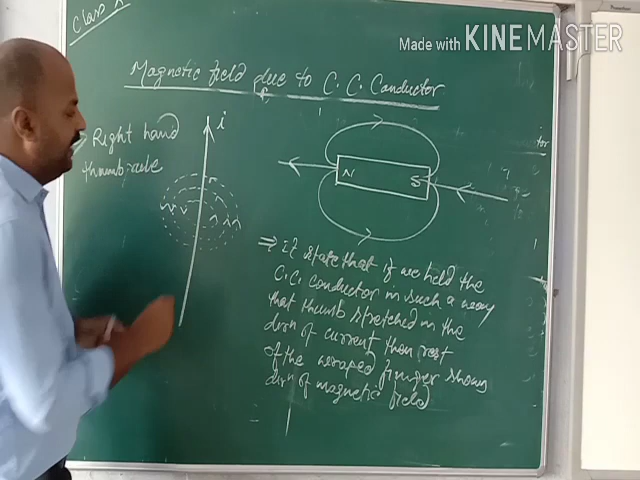 Class X
Made with KINEMASTER
Magnetic field due to C.C. Conductor
Right hand
thumb rule
i
N
S
⇒ it state that if we held the
C.C. conductor in such a way
that thumb stretched in the
dirn of current then rest
of the wraped finger shows
dirn of magnetic field
tor